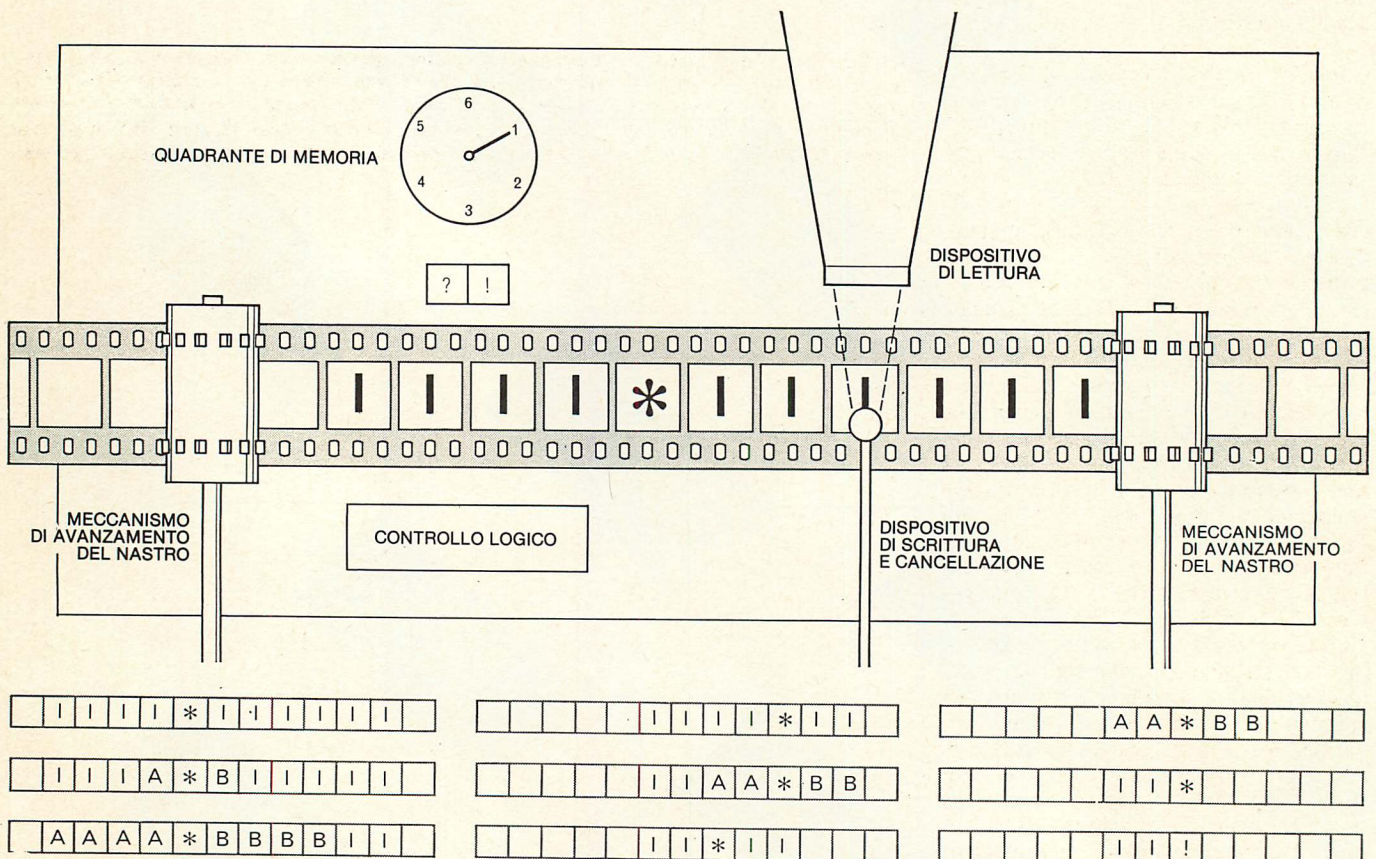 6
5
1
QUADRANTE DI MEMORIA
4
2
3
DISPOSITIVO
DI LETTURA
? !
I I I I * I I I I I I
MECCANISMO
DI AVANZAMENTO
DEL NASTRO
CONTROLLO LOGICO
DISPOSITIVO
DI SCRITTURA
E CANCELLAZIONE
MECCANISMO
DI AVANZAMENTO
DEL NASTRO
I I I I * I I I I I I
I I I A * B I I I I I
A A A A * B B B B I I
I I I I * I I
I I A A * B B
I I * I I
A A * B B
I I *
I I !